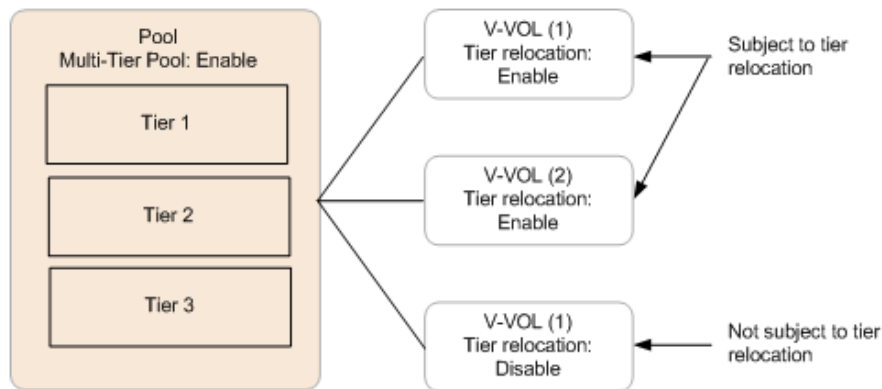 Pool
Multi-Tier Pool: Enable
Tier 1
Tier 2
Tier 3
V-VOL (1)
Tier relocation:
Enable
V-VOL (2)
Tier relocation:
Enable
V-VOL (1)
Tier relocation:
Disable
Subject to tier
relocation
Not subject to tier
relocation